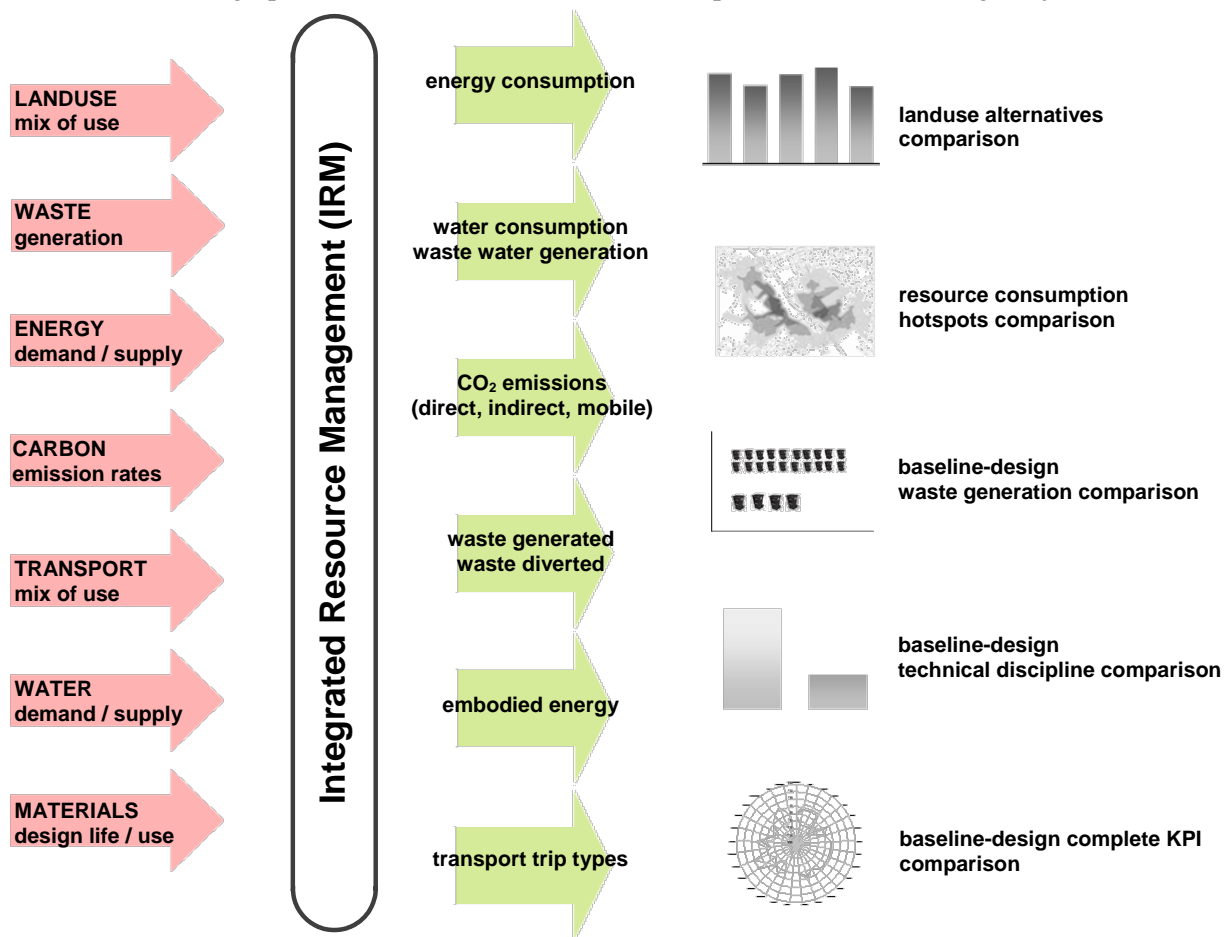 LANDUSE
mix of use
WASTE
generation
ENERGY
demand / supply
CARBON
emission rates
TRANSPORT
mix of use
WATER
demand / supply
MATERIALS
design life / use
Integrated Resource Management (IRM)
energy consumption
water consumption
waste water generation
CO₂ emissions
(direct, indirect, mobile)
waste generated
waste diverted
embodied energy
transport trip types
landuse alternatives
comparison
resource consumption
hotspots comparison
baseline-design
waste generation comparison
baseline-design
technical discipline comparison
baseline-design complete KPI
comparison